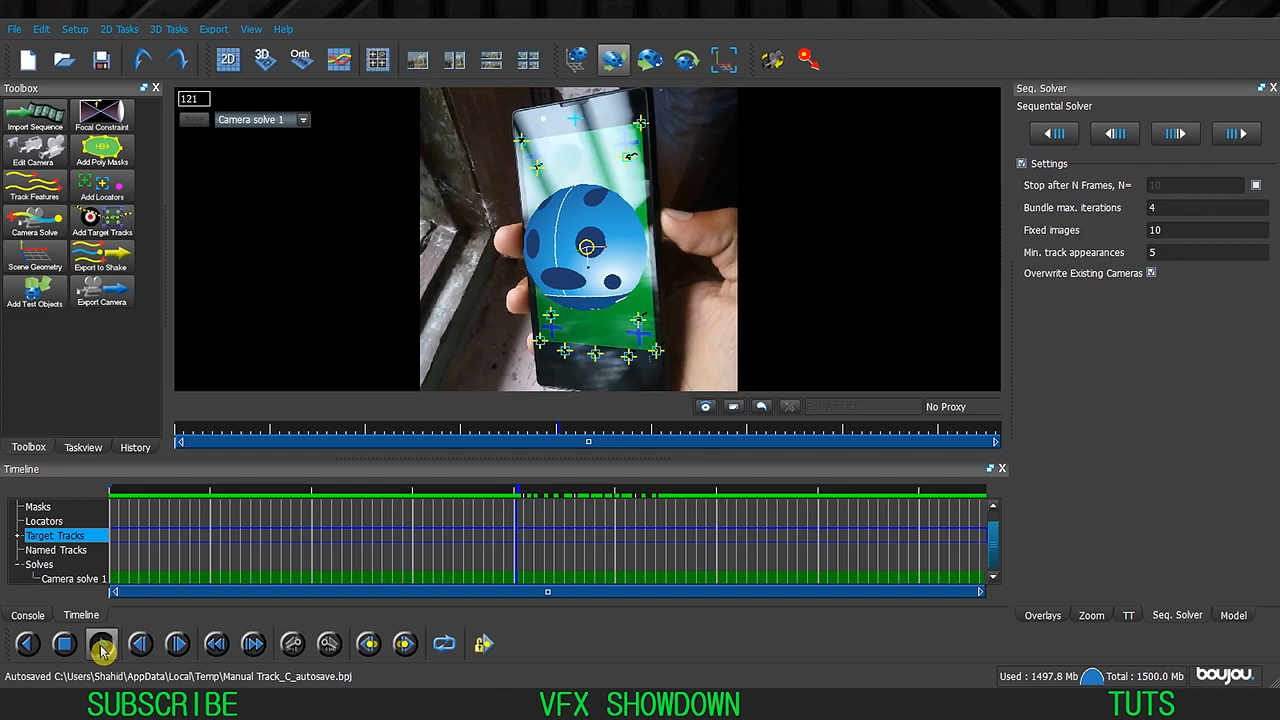 File Edit Setup 2D Tasks 3D Tasks Export View Help
2D 3D Orth
Toolbox
Import Sequence Focal Constraint
Edit Camera Add Poly Masks
Track Features Add Locators
Camera Solve Add Target Tracks
Scene Geometry Export to Shake
Add Test Objects Export Camera
Toolbox Taskview History
121
Solve Camera solve 1
Edit Artifact No Proxy
Seq. Solver
Sequential Solver
Settings
Stop after N Frames, N= 10
Bundle max. iterations 4
Fixed images 10
Min. track appearances 5
Overwrite Existing Cameras
Timeline
Masks
Locators
Target Tracks
Named Tracks
Solves
Camera solve 1
Console Timeline
Overlays Zoom TT Seq. Solver Model
Autosaved C:\Users\Shahid\AppData\Local\Temp\Manual Track_C_autosave.bpj
Used : 1497.8 Mb Total : 1500.0 Mb boujou.
SUBSCRIBE VFX SHOWDOWN TUTS